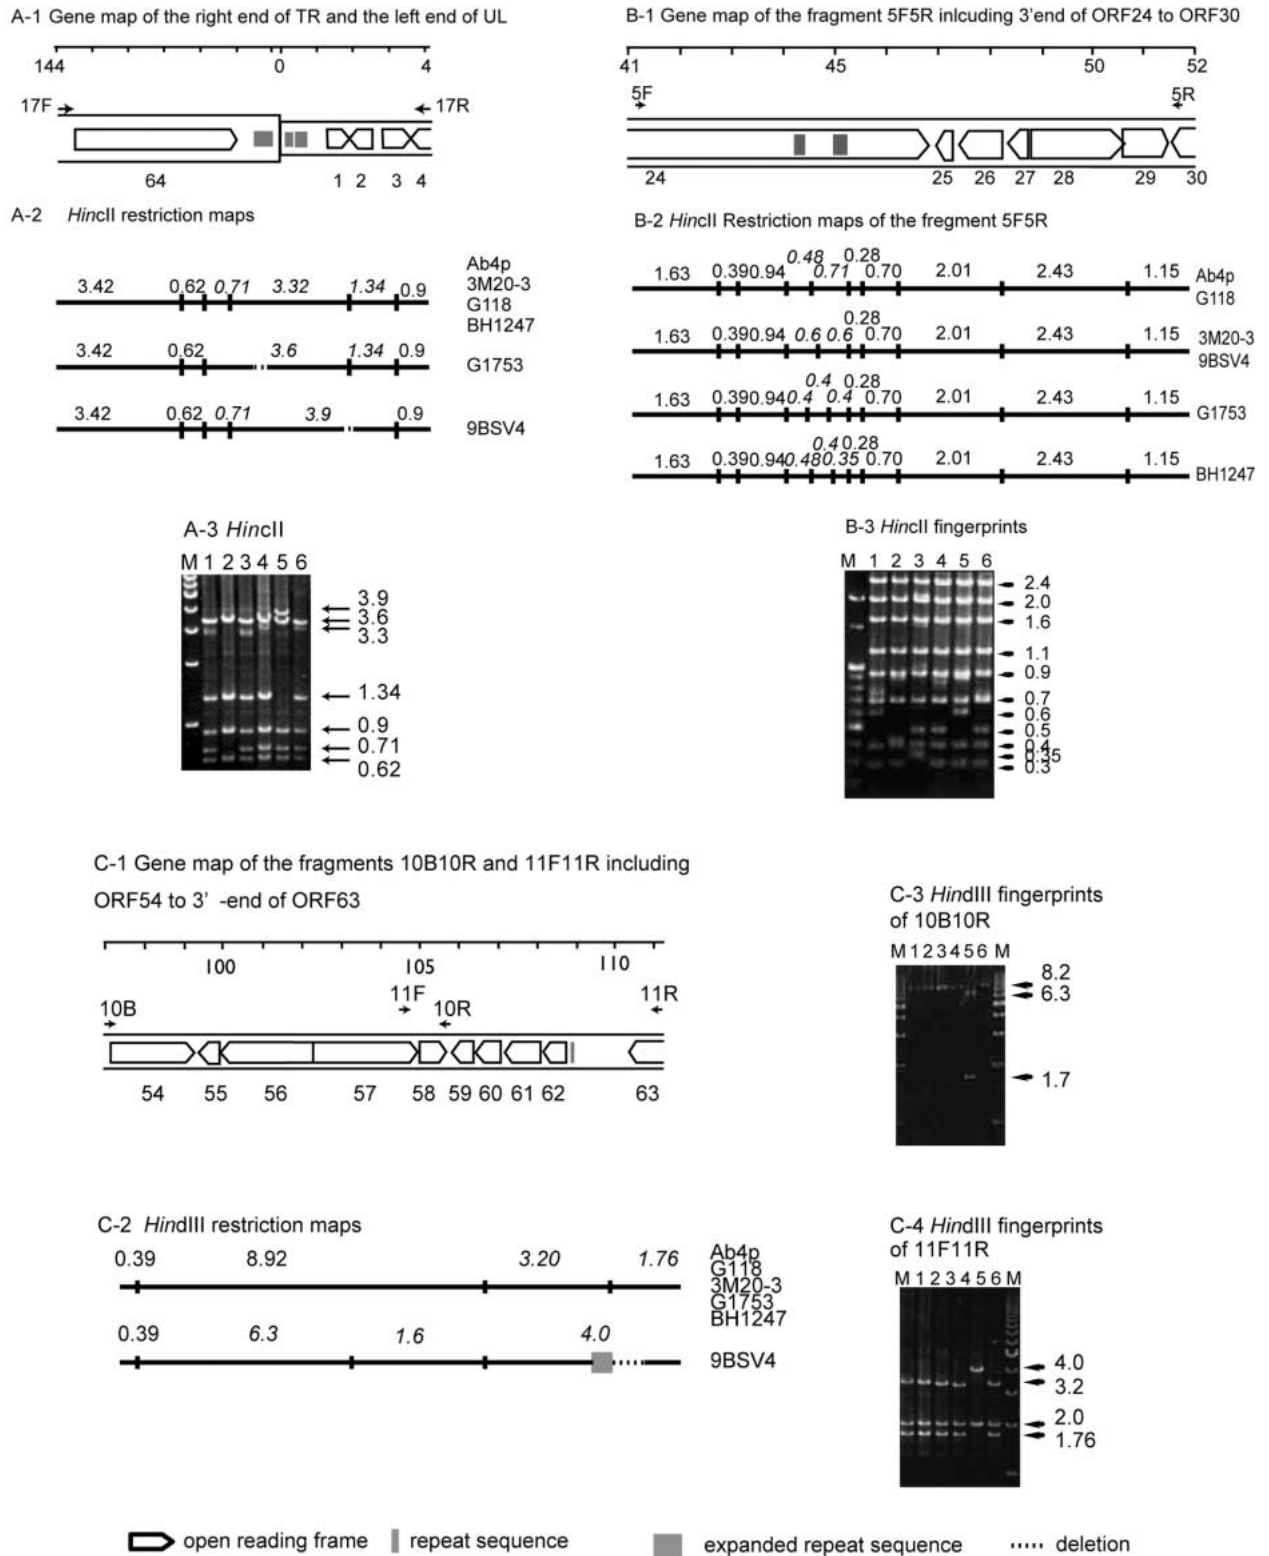 A-1 Gene map of the right end of TR and the left end of UL
144 0 4
17F 17R
64 1 2 3 4
A-2 HincII restriction maps
3.42 0.62 0.71 3.32 1.34 0.9
Ab4p
3M20-3
G118
BH1247
3.42 0.62 3.6 1.34 0.9
G1753
3.42 0.62 0.71 3.9 0.9
9BSV4
A-3 HincII
M 1 2 3 4 5 6
3.9
3.6
3.3
1.34
0.9
0.71
0.62
B-1 Gene map of the fragment 5F5R inlcuding 3'end of ORF24 to ORF30
41 45 50 52
5F 5R
24 25 26 27 28 29 30
B-2 HincII Restriction maps of the fregment 5F5R
0.48 0.28
1.63 0.39 0.94 0.71 0.70 2.01 2.43 1.15
Ab4p
G118
0.28
1.63 0.39 0.94 0.6 0.6 0.70 2.01 2.43 1.15
3M20-3
9BSV4
0.4 0.28
1.63 0.39 0.94 0.4 0.4 0.70 2.01 2.43 1.15
G1753
0.4 0.28
1.63 0.39 0.94 0.48 0.35 0.70 2.01 2.43 1.15
BH1247
B-3 HincII fingerprints
M 1 2 3 4 5 6
2.4
2.0
1.6
1.1
0.9
0.7
0.6
0.5
0.4
0.35
0.3
C-1 Gene map of the fragments 10B10R and 11F11R including
ORF54 to 3' -end of ORF63
100 105 110
10B 11F 10R 11R
54 55 56 57 58 59 60 61 62 63
C-2 HindIII restriction maps
0.39 8.92 3.20 1.76
Ab4p
G118
3M20-3
G1753
BH1247
0.39 6.3 1.6 4.0
9BSV4
C-3 HindIII fingerprints
of 10B10R
M 1 2 3 4 5 6 M
8.2
6.3
1.7
C-4 HindIII fingerprints
of 11F11R
M 1 2 3 4 5 6 M
4.0
3.2
2.0
1.76
open reading frame
repeat sequence
expanded repeat sequence
deletion